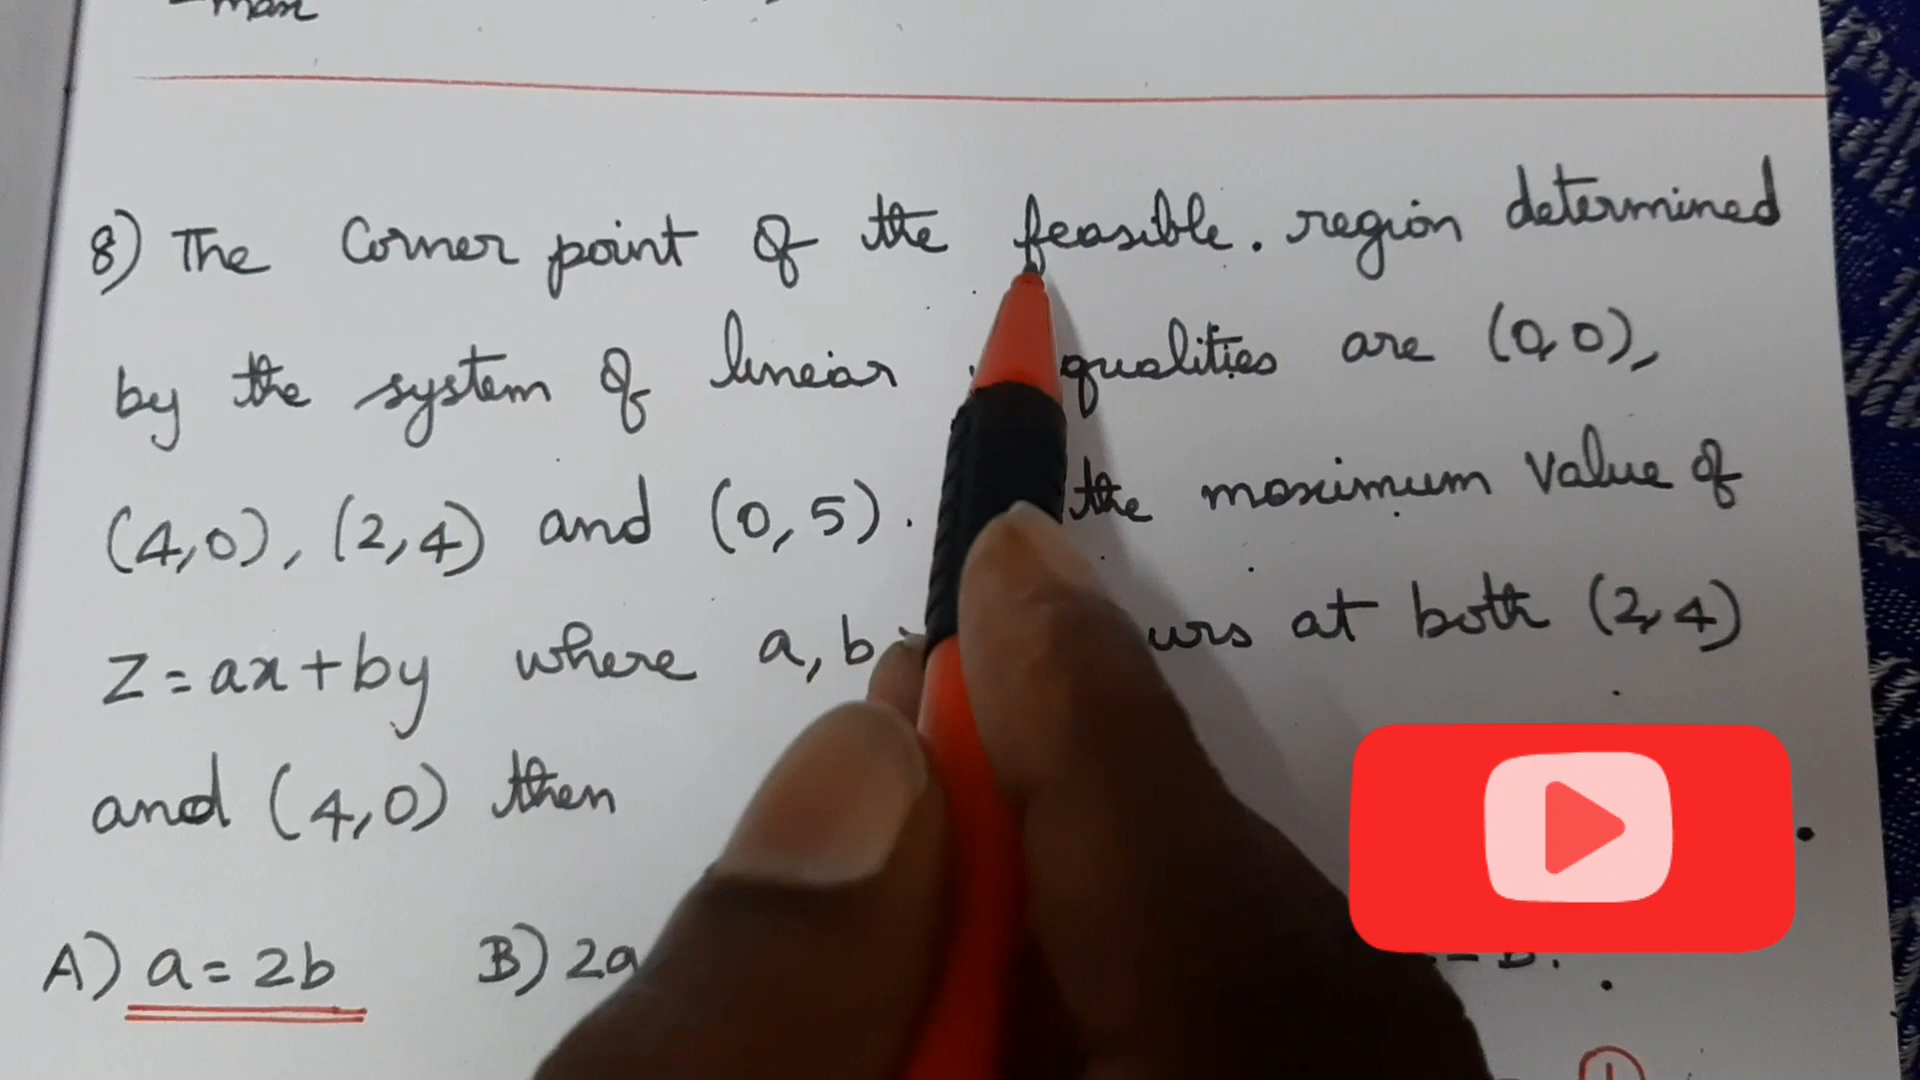 max
8) The Corner point of the feasible. region determined
by the system of linear qualities are (0,0),
(4,0), (2,4) and (0,5). the maximum value of
Z = ax + by where a, b urs at both (2,4)
and (4,0) then
A) a = 2b B) 2a = b.
1